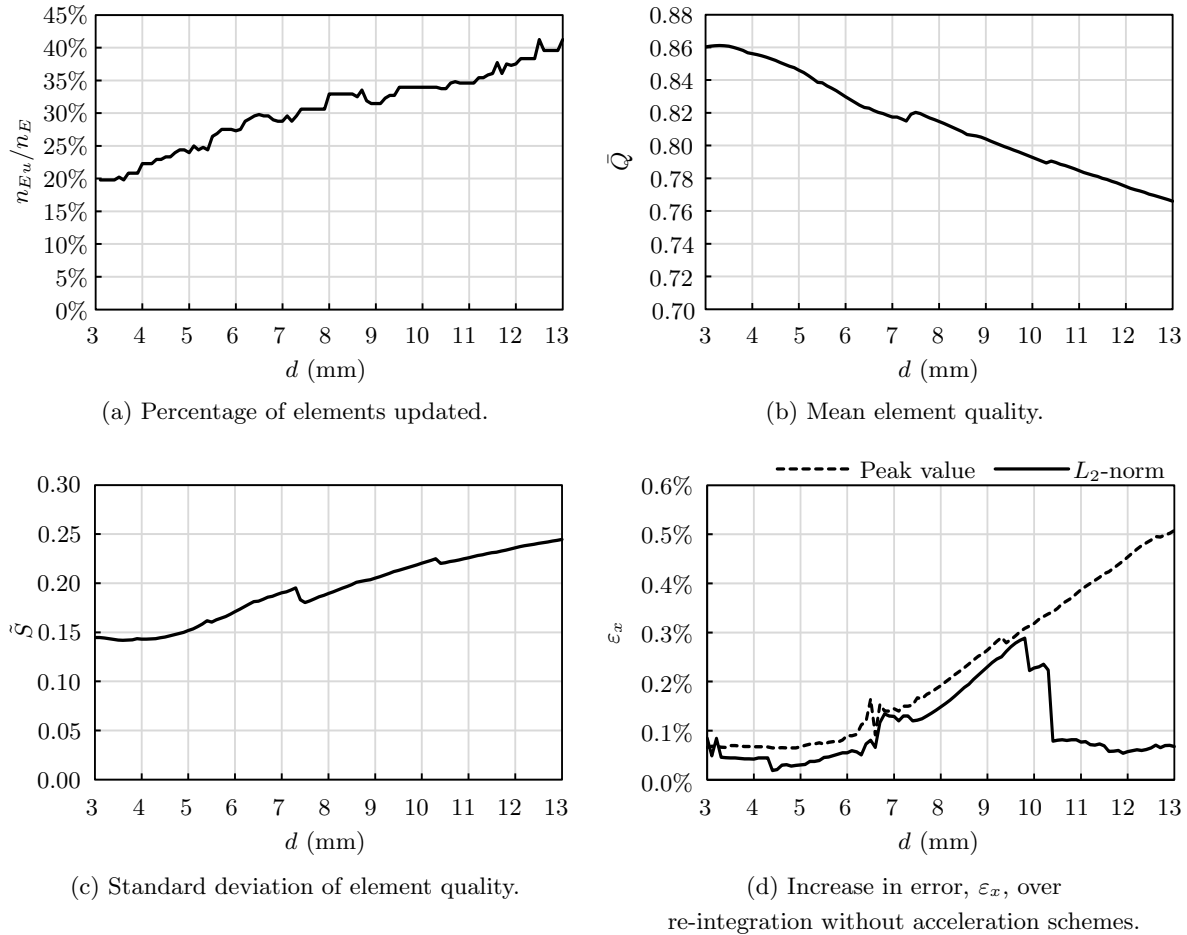 45%
40%
35%
30%
25%
20%
15%
10%
5%
0%
n_{Eu}/n_E
3 4 5 6 7 8 9 10 11 12 13
d (mm)
(a) Percentage of elements updated.
0.88
0.86
0.84
0.82
0.80
0.78
0.76
0.74
0.72
0.70
Q̄
3 4 5 6 7 8 9 10 11 12 13
d (mm)
(b) Mean element quality.
0.30
0.25
0.20
0.15
0.10
0.05
0.00
S̃
3 4 5 6 7 8 9 10 11 12 13
d (mm)
(c) Standard deviation of element quality.
Peak value L₂-norm
0.6%
0.5%
0.4%
0.3%
0.2%
0.1%
0.0%
εₓ
3 4 5 6 7 8 9 10 11 12 13
d (mm)
(d) Increase in error, εₓ, over
re-integration without acceleration schemes.